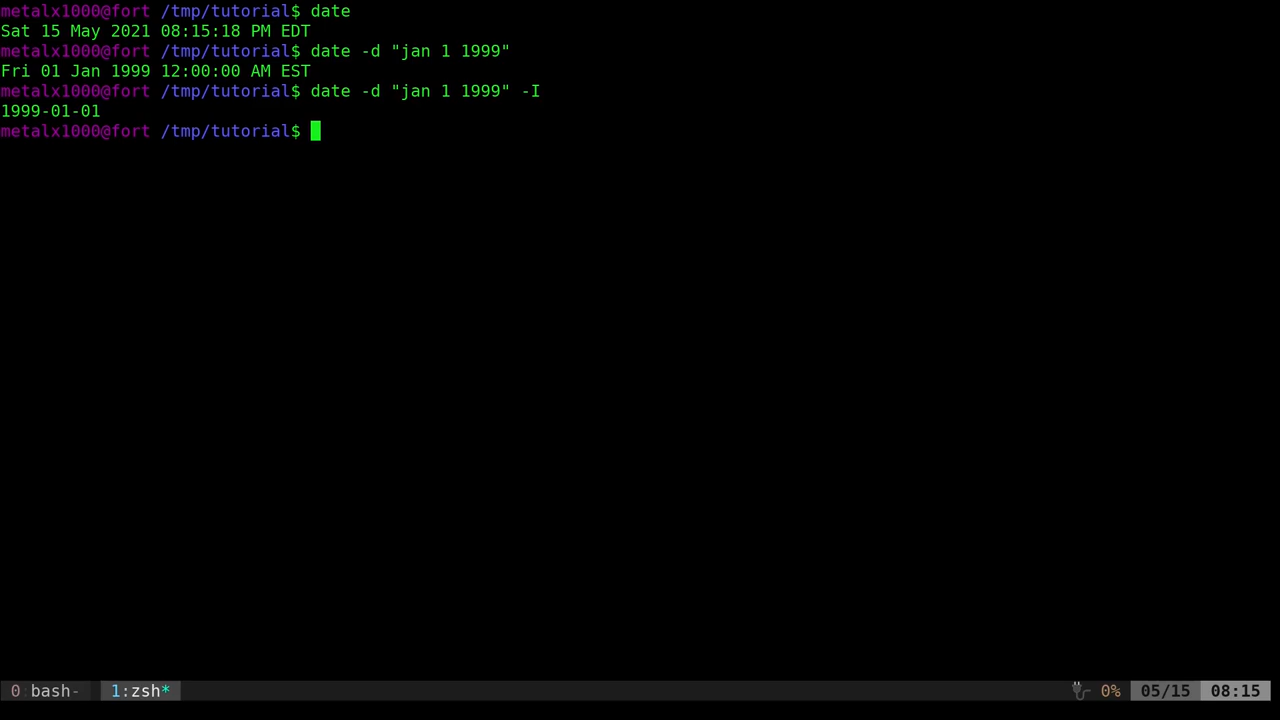 metalx1000@fort /tmp/tutorial$ date
Sat 15 May 2021 08:15:18 PM EDT
metalx1000@fort /tmp/tutorial$ date -d "jan 1 1999"
Fri 01 Jan 1999 12:00:00 AM EST
metalx1000@fort /tmp/tutorial$ date -d "jan 1 1999" -I
1999-01-01
metalx1000@fort /tmp/tutorial$
0 bash- 1:zsh* 0% 05/15 08:15